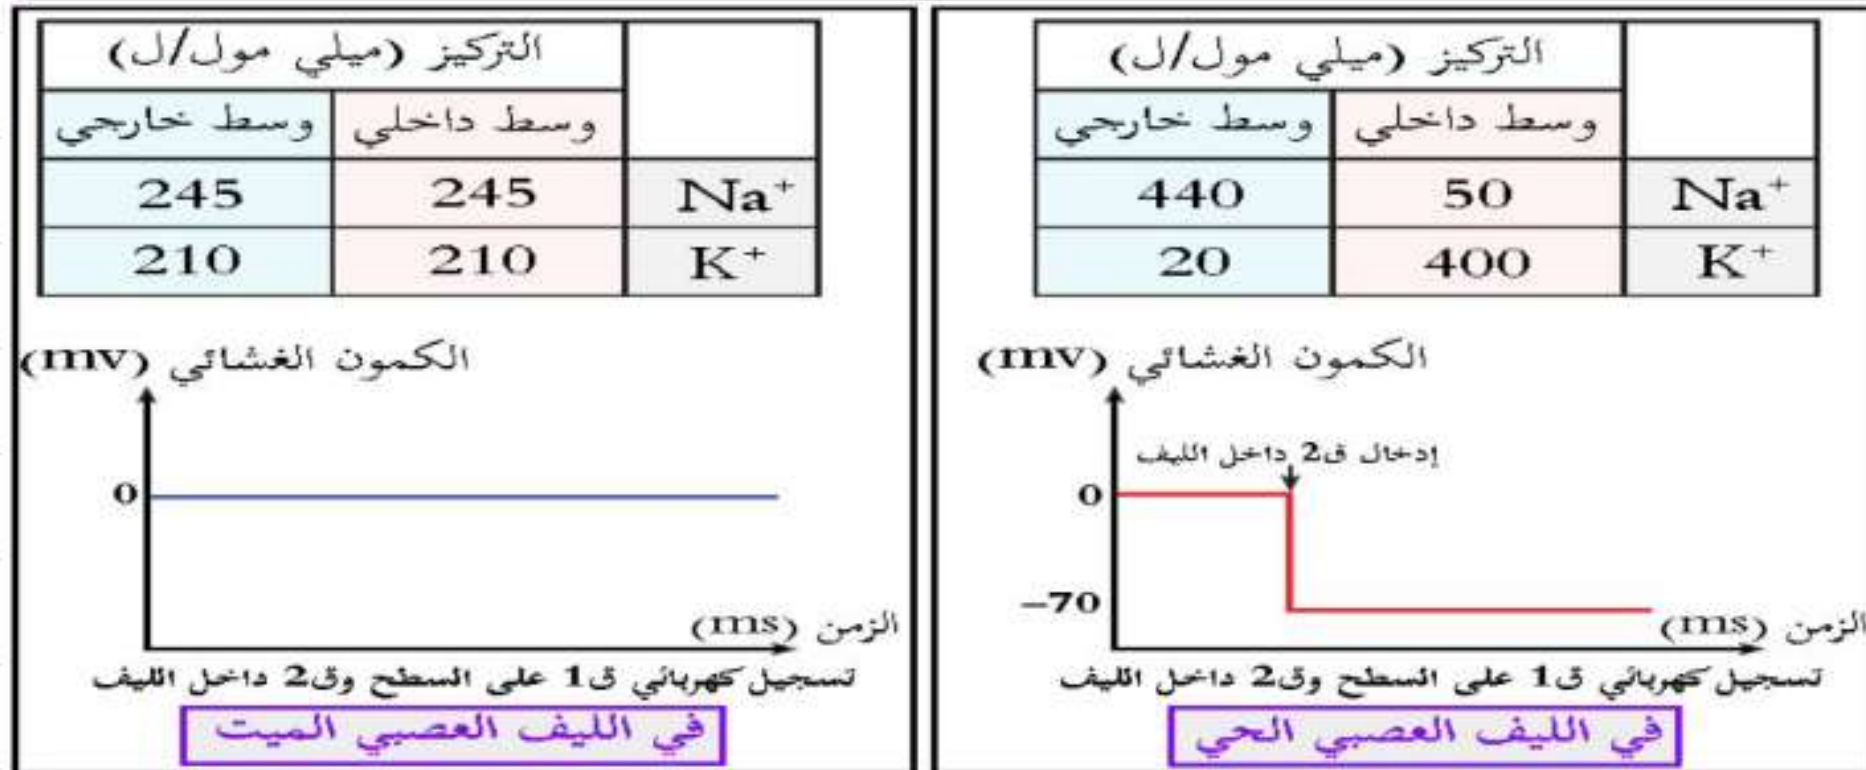 التركيز (ميلي مول/ل)
وسط داخلي وسط خارجي
Na⁺ 50 440
K⁺ 400 20
الكمون الغشائي (mv)
إدخال ق2 داخل الليف
0
−70
الزمن (ms)
تسجيل كهربائي ق1 على السطح وق2 داخل الليف
في الليف العصبي الحي
التركيز (ميلي مول/ل)
وسط داخلي وسط خارجي
Na⁺ 245 245
K⁺ 210 210
الكمون الغشائي (mv)
0
الزمن (ms)
تسجيل كهربائي ق1 على السطح وق2 داخل الليف
في الليف العصبي الميت